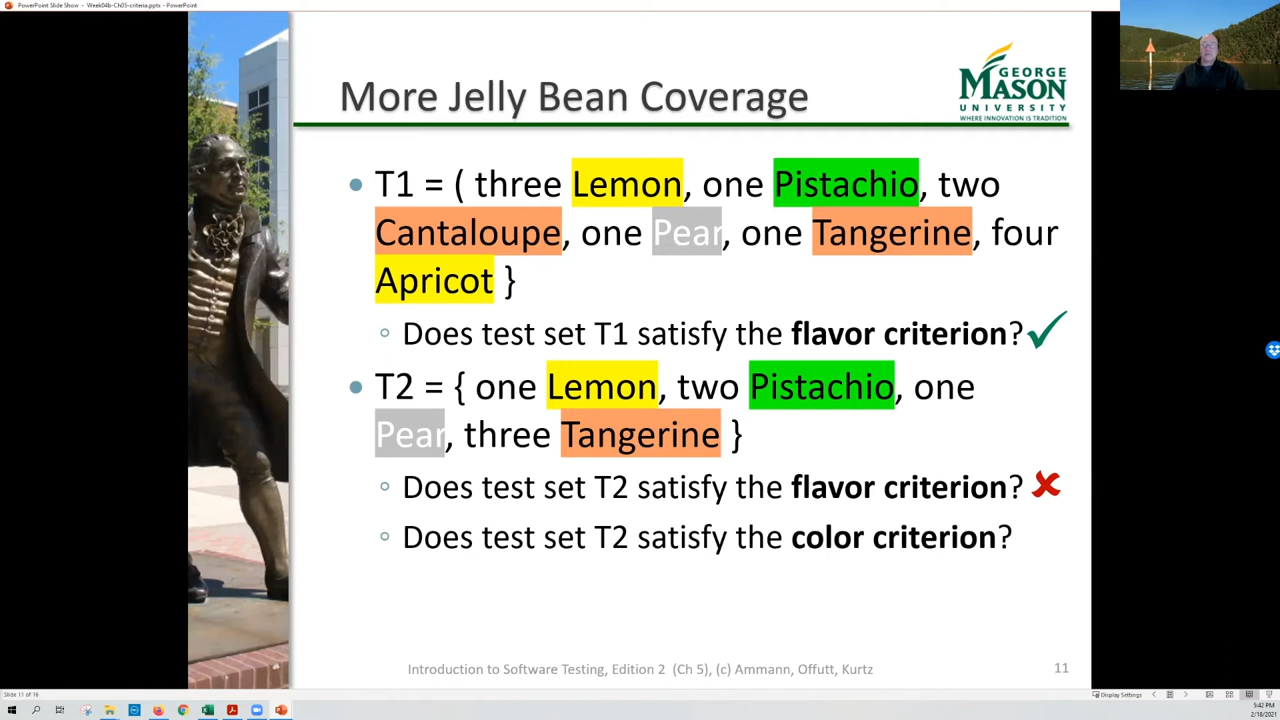 PowerPoint Slide Show - Week04b-Ch05-criteria.pptx - PowerPoint
More Jelly Bean Coverage
GEORGE
MASON
UNIVERSITY
WHERE INNOVATION IS TRADITION
• T1 = ( three Lemon, one Pistachio, two
Cantaloupe, one Pear, one Tangerine, four
Apricot }
◦ Does test set T1 satisfy the flavor criterion?
• T2 = { one Lemon, two Pistachio, one
Pear, three Tangerine }
◦ Does test set T2 satisfy the flavor criterion?
◦ Does test set T2 satisfy the color criterion?
Introduction to Software Testing, Edition 2 (Ch 5), (c) Ammann, Offutt, Kurtz
11
Slide 11 of 16
Display Settings
5:42 PM
2/18/2021